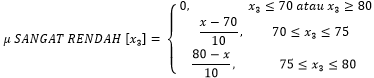 μ SANGAT RENDAH [x₃] = { 0, x₃ ≤ 70 atau x₃ ≥ 80
x − 70 / 10 , 70 ≤ x₃ ≤ 75
80 − x / 10 , 75 ≤ x₃ ≤ 80